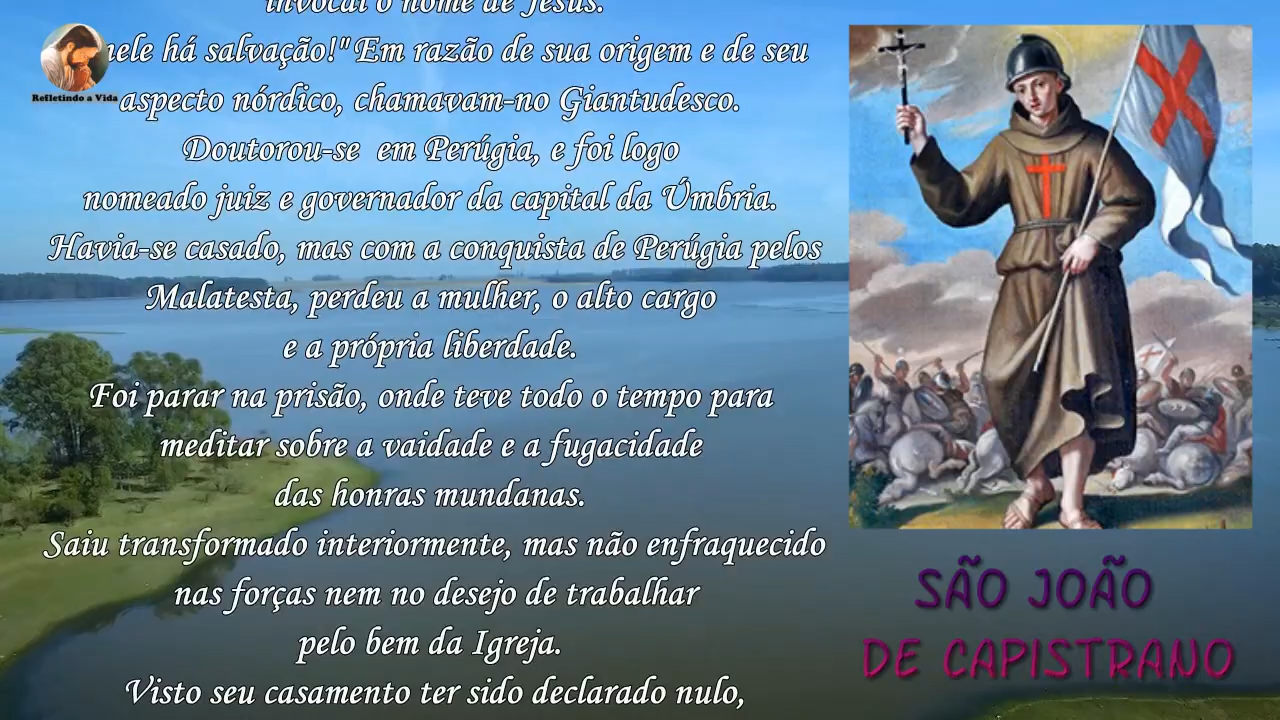 invocai o nome de Jesus.
nele há salvação!" Em razão de sua origem e de seu
aspecto nórdico, chamavam-no Giantudesco.
Doutorou-se em Perúgia, e foi logo
nomeado juiz e governador da capital da Úmbria.
Havia-se casado, mas com a conquista de Perúgia pelos
Malatesta, perdeu a mulher, o alto cargo
e a própria liberdade.
Foi parar na prisão, onde teve todo o tempo para
meditar sobre a vaidade e a fugacidade
das honras mundanas.
Saiu transformado interiormente, mas não enfraquecido
nas forças nem no desejo de trabalhar
pelo bem da Igreja.
Visto seu casamento ter sido declarado nulo,
Refletindo a Vida
SÃO JOÃO
DE CAPISTRANO